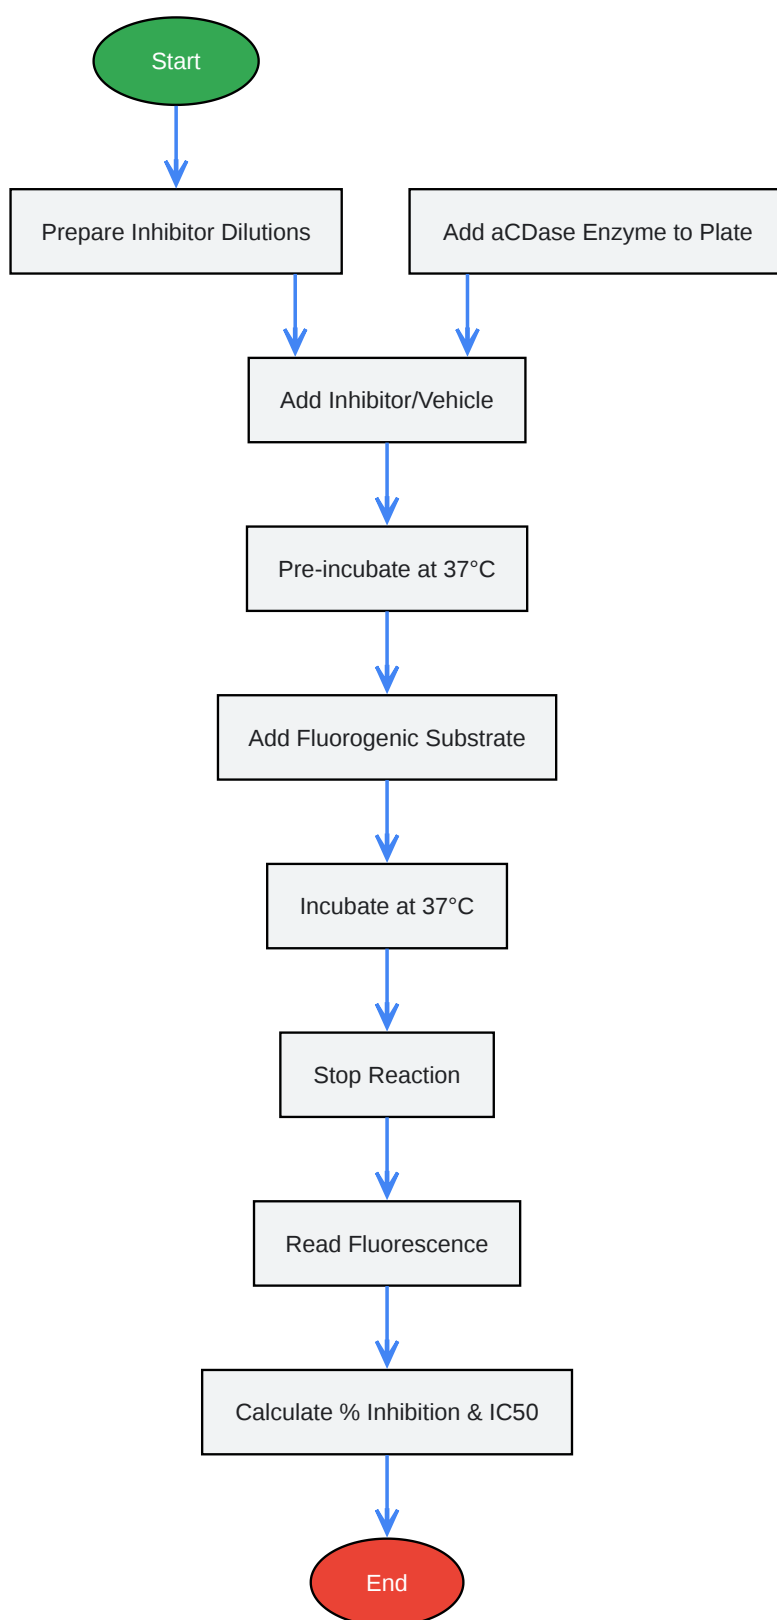 Start
Prepare Inhibitor Dilutions
Add aCDase Enzyme to Plate
Add Inhibitor/Vehicle
Pre-incubate at 37°C
Add Fluorogenic Substrate
Incubate at 37°C
Stop Reaction
Read Fluorescence
Calculate % Inhibition & IC50
End